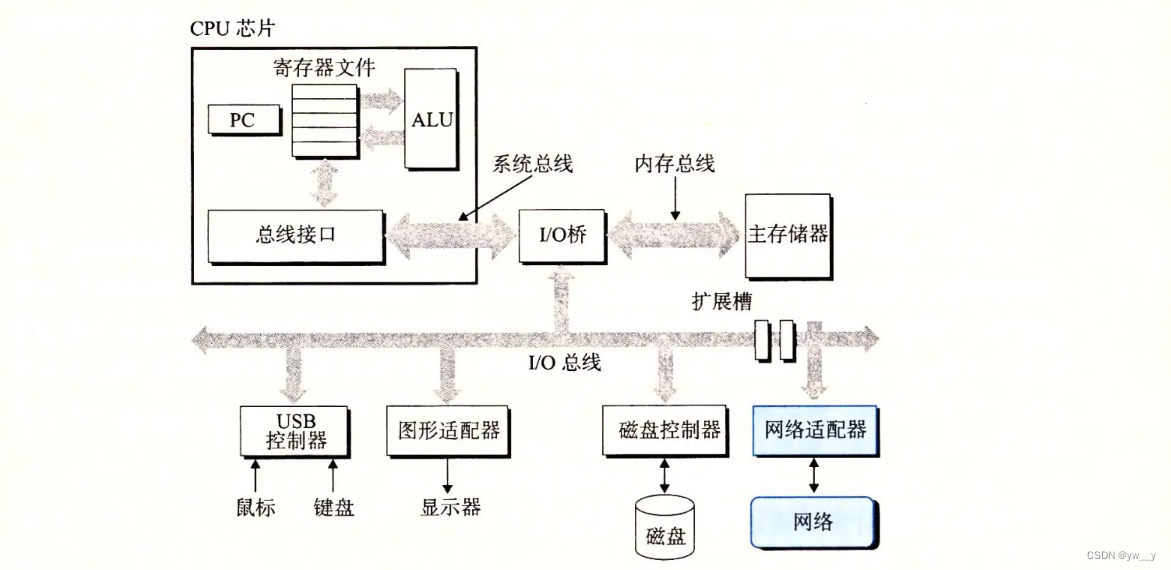 CPU 芯片
寄存器文件
PC
ALU
系统总线
内存总线
总线接口
I/O桥
主存储器
扩展槽
I/O 总线
USB
控制器
图形适配器
磁盘控制器
网络适配器
鼠标
键盘
显示器
磁盘
网络
CSDN @yw__y